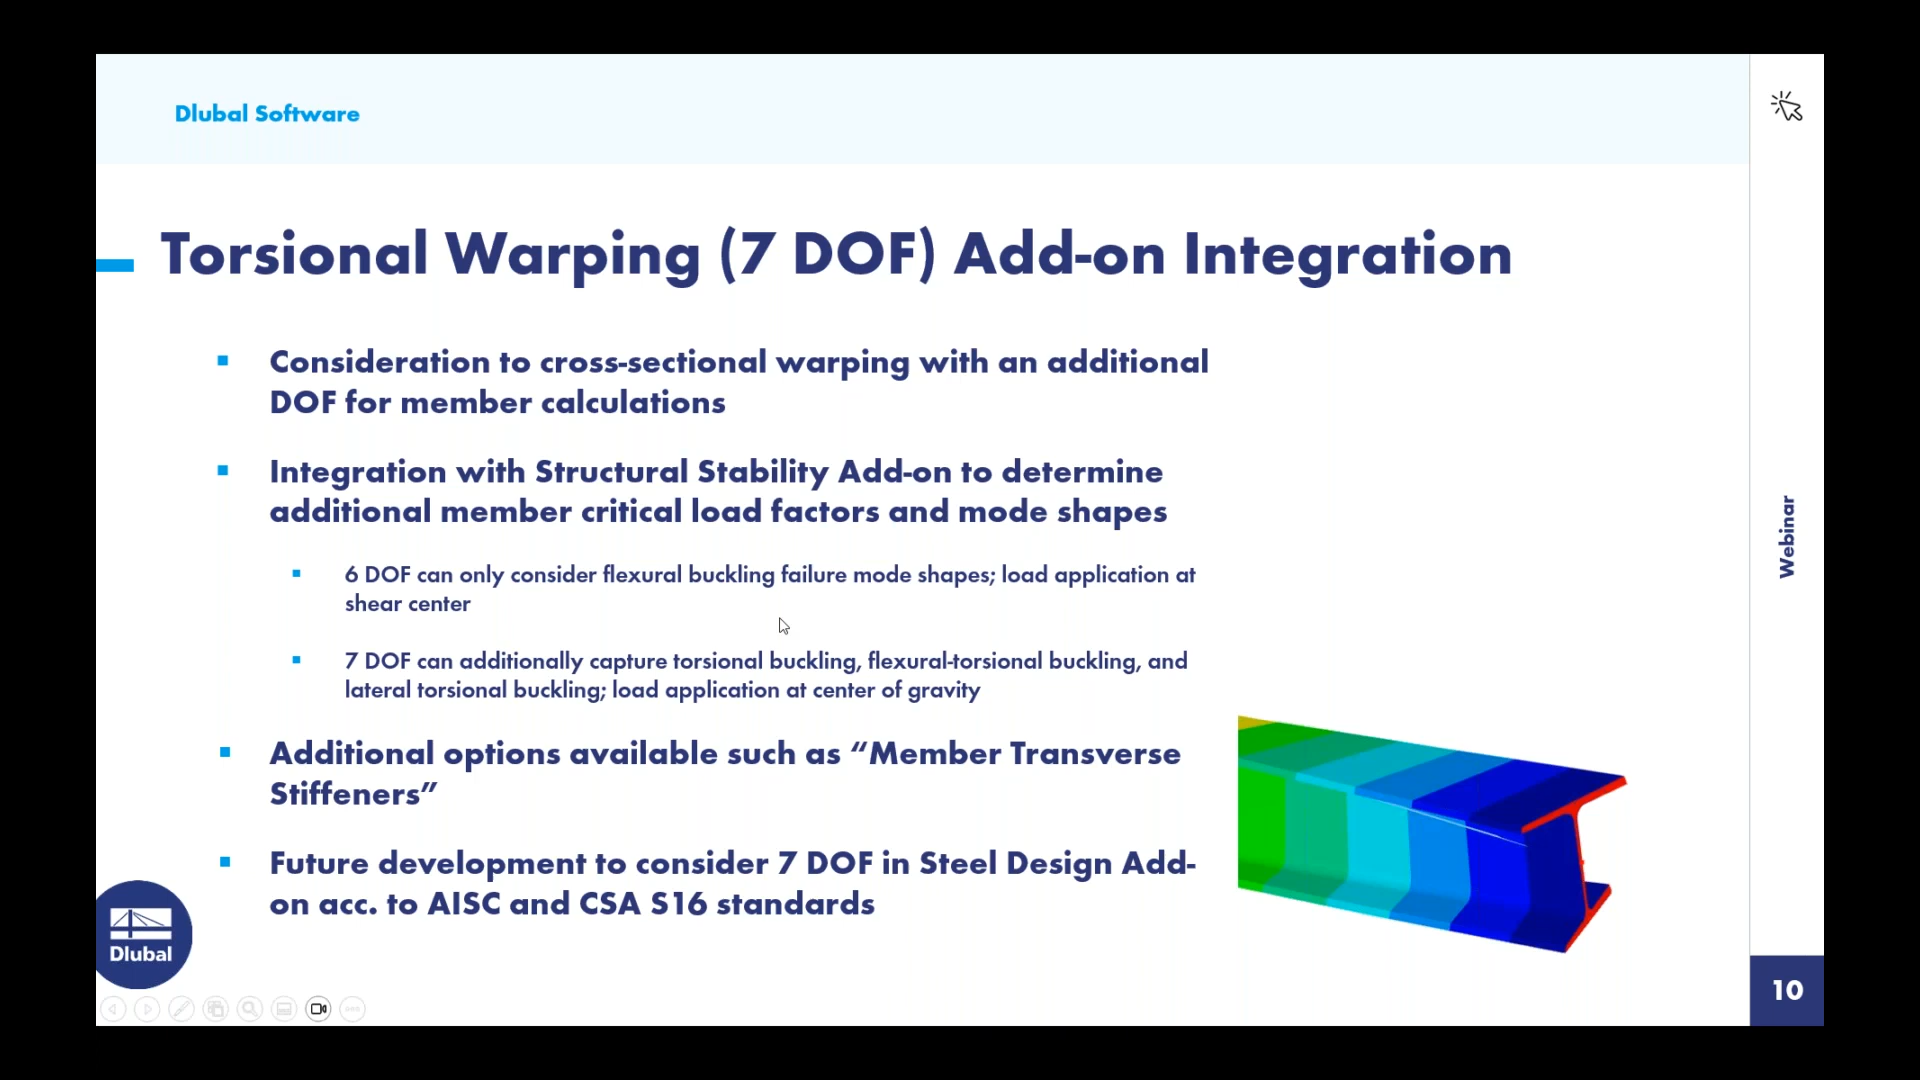 Dlubal Software
Torsional Warping (7 DOF) Add-on Integration
Consideration to cross-sectional warping with an additional
DOF for member calculations
Integration with Structural Stability Add-on to determine
additional member critical load factors and mode shapes
6 DOF can only consider flexural buckling failure mode shapes; load application at
shear center
7 DOF can additionally capture torsional buckling, flexural-torsional buckling, and
lateral torsional buckling; load application at center of gravity
Additional options available such as “Member Transverse
Stiffeners”
Future development to consider 7 DOF in Steel Design Add-
on acc. to AISC and CSA S16 standards
Dlubal
Webinar
10